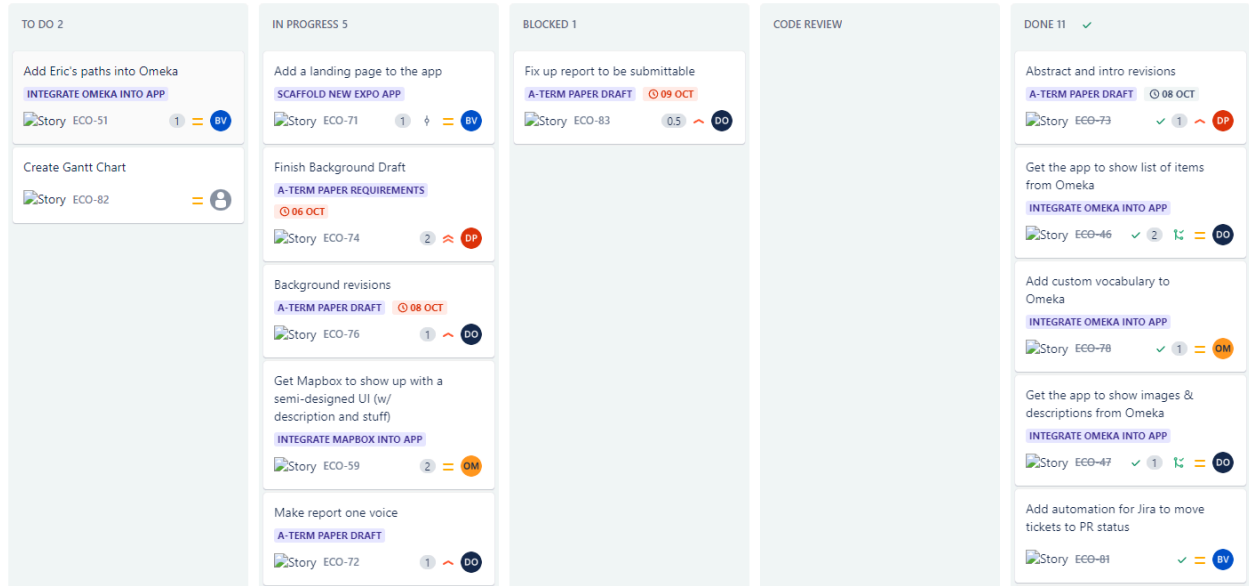 TO DO 2
Add Eric's paths into Omeka
INTEGRATE OMEKA INTO APP
Story ECO-51 1 BV
Create Gantt Chart
Story ECO-82
IN PROGRESS 5
Add a landing page to the app
SCAFFOLD NEW EXPO APP
Story ECO-71 1 BV
Finish Background Draft
A-TERM PAPER REQUIREMENTS
06 OCT
Story ECO-74 2 DP
Background revisions
A-TERM PAPER DRAFT 08 OCT
Story ECO-76 1 DO
Get Mapbox to show up with a
semi-designed UI (w/
description and stuff)
INTEGRATE MAPBOX INTO APP
Story ECO-59 2 OM
Make report one voice
A-TERM PAPER DRAFT
Story ECO-72 1 DO
BLOCKED 1
Fix up report to be submittable
A-TERM PAPER DRAFT 09 OCT
Story ECO-83 0.5 DO
CODE REVIEW
DONE 11
Abstract and intro revisions
A-TERM PAPER DRAFT 08 OCT
Story ECO-73 1 DP
Get the app to show list of items
from Omeka
INTEGRATE OMEKA INTO APP
Story ECO-46 2 DO
Add custom vocabulary to
Omeka
INTEGRATE OMEKA INTO APP
Story ECO-78 1 OM
Get the app to show images &
descriptions from Omeka
INTEGRATE OMEKA INTO APP
Story ECO-47 1 DO
Add automation for Jira to move
tickets to PR status
Story ECO-81 BV